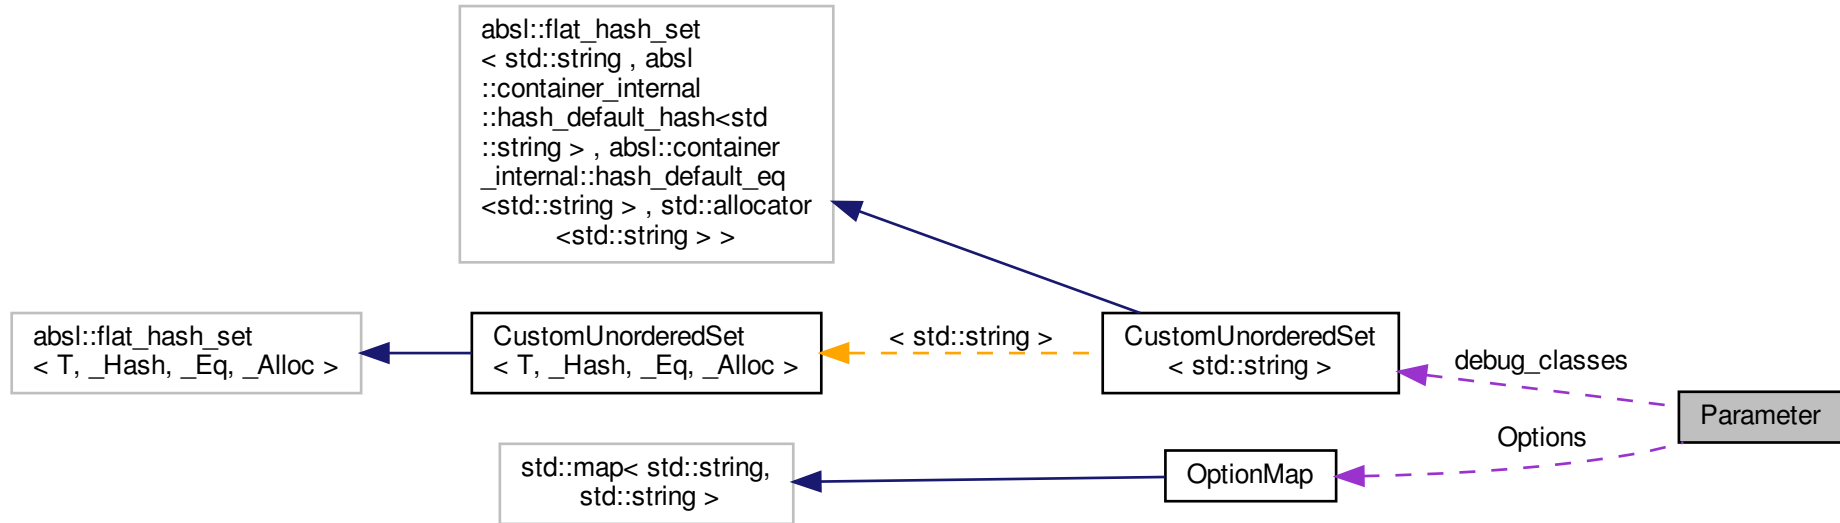 absl::flat_hash_set
< std::string , absl
::container_internal
::hash_default_hash<std
::string > , absl::container
_internal::hash_default_eq
<std::string > , std::allocator
<std::string > >
absl::flat_hash_set
< T, _Hash, _Eq, _Alloc >
CustomUnorderedSet
< T, _Hash, _Eq, _Alloc >
< std::string >
CustomUnorderedSet
< std::string >
debug_classes
Parameter
Options
OptionMap
std::map< std::string,
std::string >